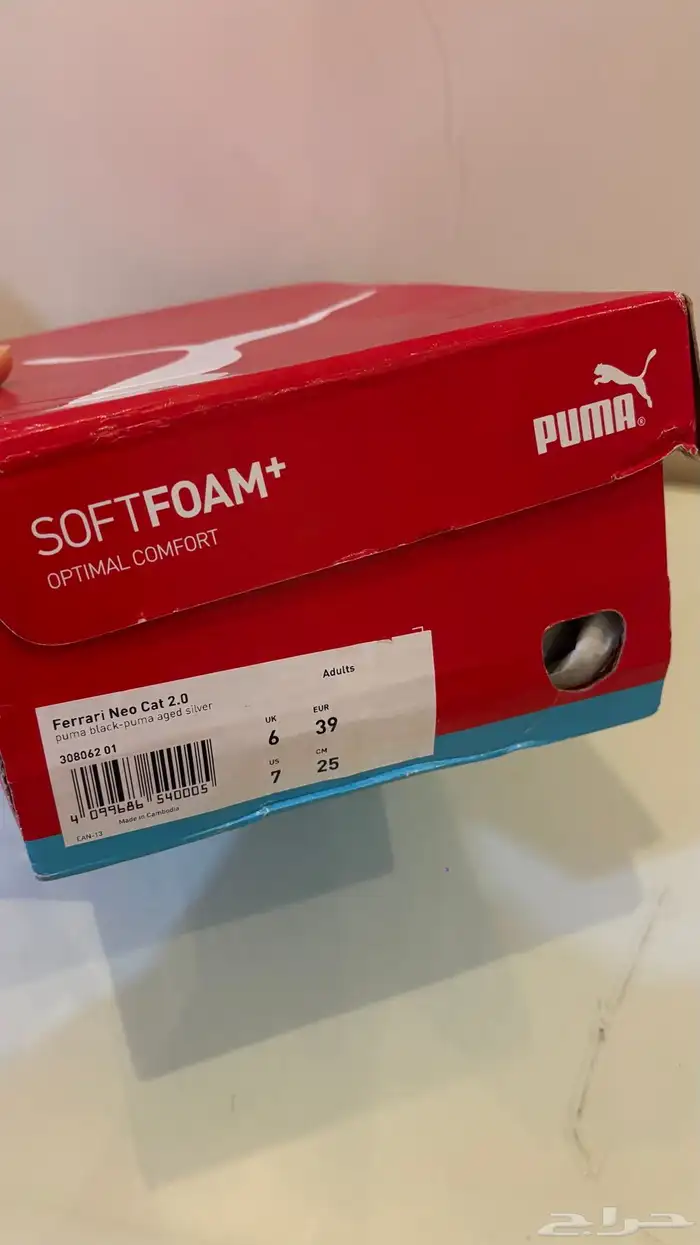 PUMA®
SOFTFOAM+
OPTIMAL COMFORT
Adults
Ferrari Neo Cat 2.0
puma black-puma aged silver
308062 01
UK EUR
6 39
US CM
7 25
4 099686 540005
Made in Cambodia
CAN-13
حراج